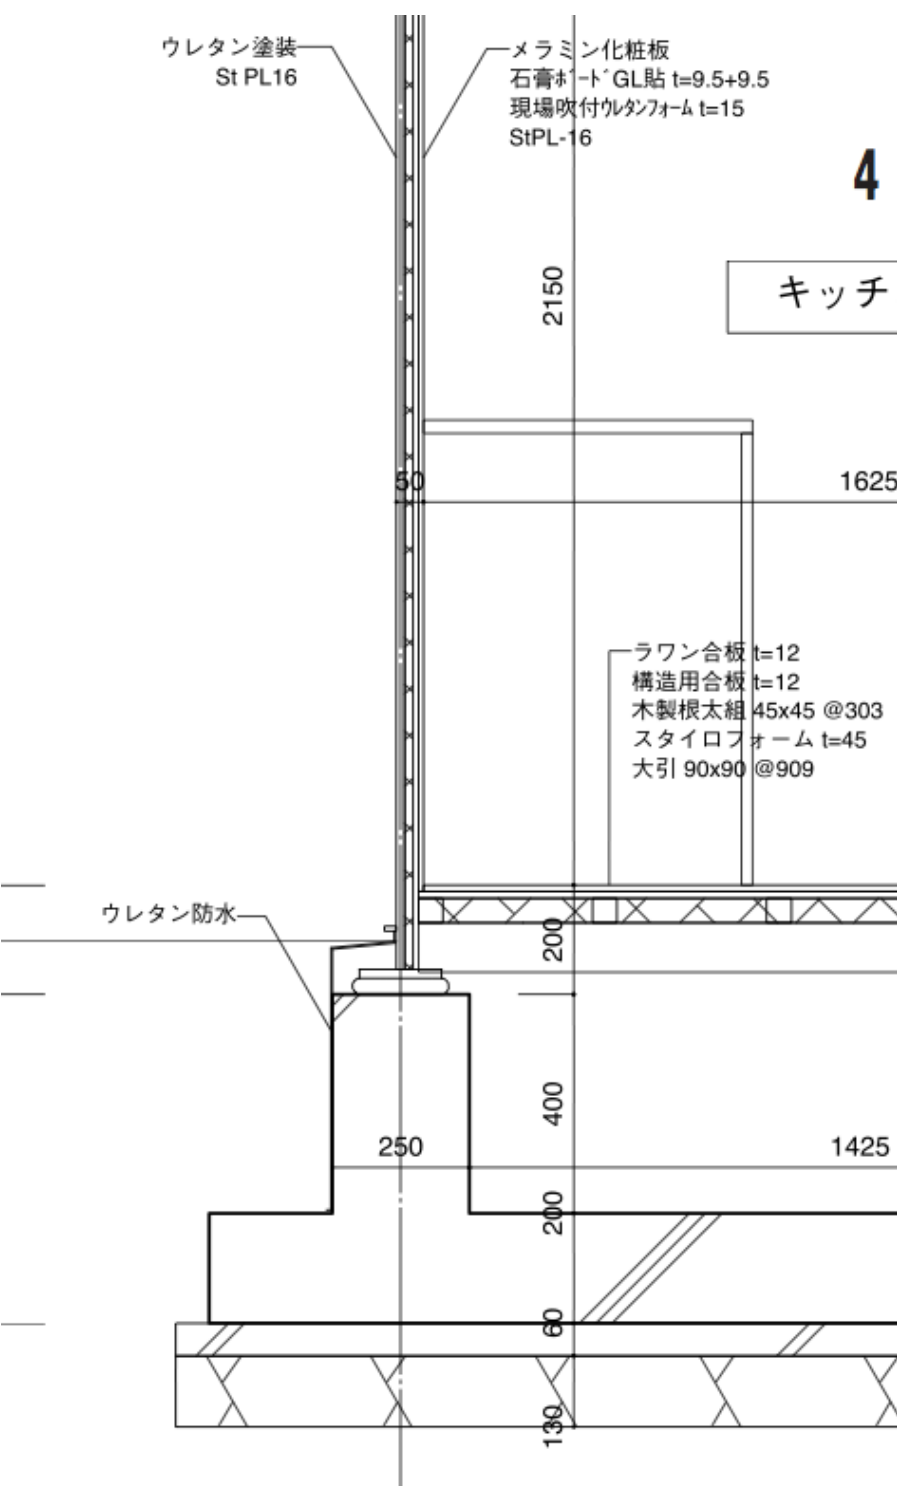 ウレタン塗装
St PL16
メラミン化粧板
石膏ﾎﾞｰﾄﾞGL貼 t=9.5+9.5
現場吹付ｳﾚﾀﾝﾌｫｰﾑ t=15
StPL-16
4
キッチ
2150
50
1625
ラワン合板 t=12
構造用合板 t=12
木製根太組 45x45 @303
スタイロフォーム t=45
大引 90x90 @909
ウレタン防水
200
400
250
1425
200
60
130